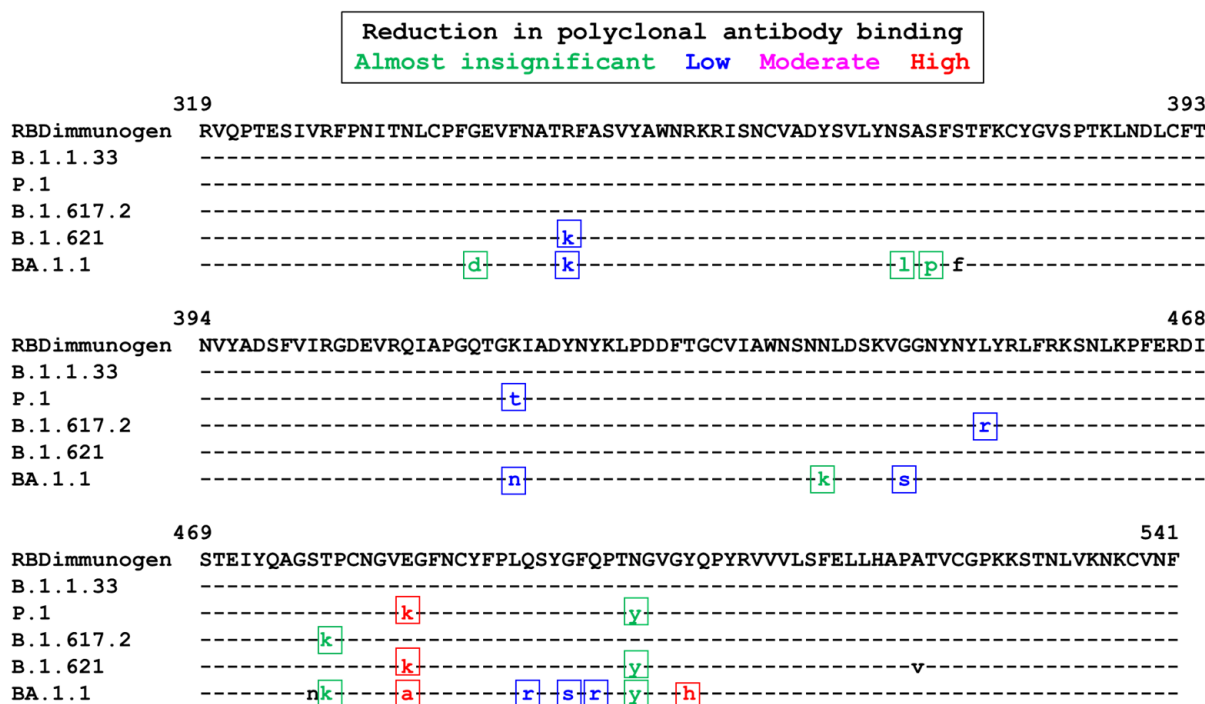 Reduction in polyclonal antibody binding
Almost insignificant Low Moderate High
319 393
RBDimmunogen RVQPTESIVRFPNITNLCPFGEVFNATRFASVYAWNRKRISNCVADYSVLYNSASFSTFKCYGVSPTKLNDLCFT
B.1.1.33 ---------------------------------------------------------------------------
P.1 ---------------------------------------------------------------------------
B.1.617.2 ---------------------------------------------------------------------------
B.1.621 ---------------------------k-----------------------------------------------
BA.1.1 --------------------d------k------------------------l-p-f------------------
394 468
RBDimmunogen NVYADSFVIRGDEVRQIAPGQTGKIADYNYKLPDDFTGCVIAWNSNNLDSKVGGNYNYLYRLFRKSNLKPFERDI
B.1.1.33 ---------------------------------------------------------------------------
P.1 -----------------------t---------------------------------------------------
B.1.617.2 ----------------------------------------------------------r----------------
B.1.621 ---------------------------------------------------------------------------
BA.1.1 -----------------------n----------------------k-----s----------------------
469 541
RBDimmunogen STEIYQAGSTPCNGVEGFNCYFPLQSYGFQPTNGVGYQPYRVVVLSFELLHAPATVCGPKKSTNLVKNKCVNF
B.1.1.33 -------------------------------------------------------------------------
P.1 ---------------k----------------y----------------------------------------
B.1.617.2 ---------k---------------------------------------------------------------
B.1.621 ---------------k----------------y--------------------v-------------------
BA.1.1 --------nk-----a--------r--s-r--y---h------------------------------------